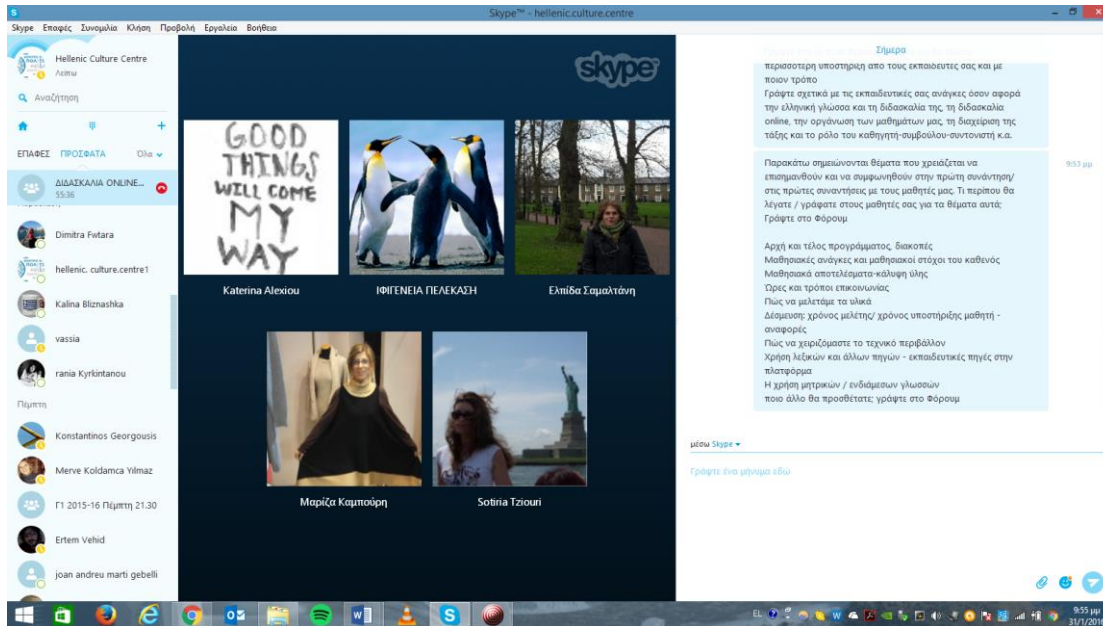 Skype™ - hellenic.culture.centre
Skype Επαφές Συνομιλία Κλήση Προβολή Εργαλεία Βοήθεια
Hellenic Culture Centre
Λείπω
Αναζήτηση
ΕΠΑΦΕΣ ΠΡΟΣΦΑΤΑ Όλα
ΔΙΔΑΣΚΑΛΙΑ ONLINE...
55:36
Dimitra Fwtara
hellenic. culture.centre1
Kalina Bliznashka
vassia
rania Kyrkintanou
Πέμπτη
Konstantinos Georgousis
Merve Koldamca Yilmaz
Γ1 2015-16 Πέμπτη 21.30
Ertem Vehid
joan andreu marti gebelli
skype
GOOD
THINGS
WILL COME
MY
WAY
Katerina Alexiou
ΙΦΙΓΕΝΕΙΑ ΠΕΛΕΚΑΣΗ
Ελπίδα Σαμαλτάνη
Μαρίζα Καμπούρη
Sotiria Tziouri
Σήμερα
περισσότερη υποστήριξη από τους εκπαιδευτές σας και με
ποιον τρόπο
Γράψτε σχετικά με τις εκπαιδευτικές σας ανάγκες όσον αφορά
την ελληνική γλώσσα και τη διδασκαλία της, τη διδασκαλία
online, την οργάνωση των μαθημάτων μας, τη διαχείριση της
τάξης και το ρόλο του καθηγητή-συμβούλου-συντονιστή κ.α.
Παρακάτω σημειώνονται θέματα που χρειάζεται να
επισημανθούν και να συμφωνηθούν στην πρώτη συνάντηση/
στις πρώτες συναντήσεις με τους μαθητές μας. Τι περίπου θα
λέγατε / γράφατε στους μαθητές σας για τα θέματα αυτά;
Γράψτε στο Φόρουμ
9:53 μμ
Αρχή και τέλος προγράμματος, διακοπές
Μαθησιακές ανάγκες και μαθησιακοί στόχοι του καθενός
Μαθησιακά αποτελέσματα-κάλυψη ύλης
Ώρες και τρόποι επικοινωνίας
Πώς να μελετάμε τα υλικά
Δέσμευση: χρόνος μελέτης/ χρόνος υποστήριξης μαθητή -
αναφορές
Πώς να χειριζόμαστε το τεχνικό περιβάλλον
Χρήση λεξικών και άλλων πηγών - εκπαιδευτικές πηγές στην
πλατφόρμα
Η χρήση μητρικών / ενδιάμεσων γλωσσών
ποιο άλλο θα προσθέτατε; γράψτε στο Φόρουμ
μέσω Skype
Γράψτε ένα μήνυμα εδώ
EL
9:55 μμ
31/1/2016